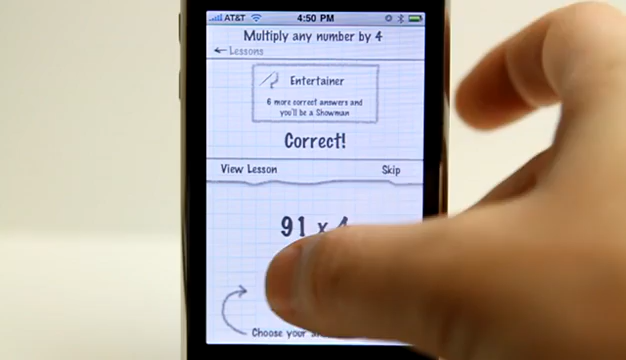 AT&T 4:50 PM
Multiply any number by 4
Lessons
Entertainer
6 more correct answers and
you'll be a Showman
Correct!
View Lesson Skip
91 x 4
Choose your